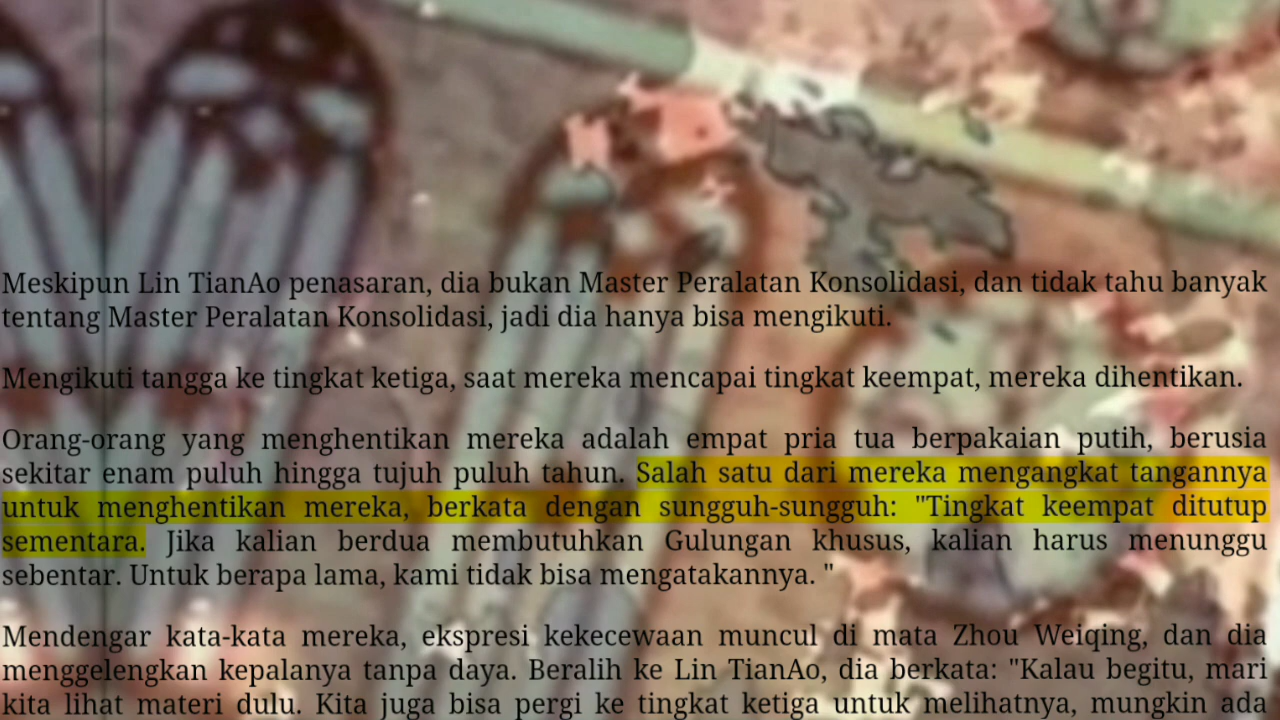 Meskipun Lin TianAo penasaran, dia bukan Master Peralatan Konsolidasi, dan tidak tahu banyak
tentang Master Peralatan Konsolidasi, jadi dia hanya bisa mengikuti.
Mengikuti tangga ke tingkat ketiga, saat mereka mencapai tingkat keempat, mereka dihentikan.
Orang-orang yang menghentikan mereka adalah empat pria tua berpakaian putih, berusia
sekitar enam puluh hingga tujuh puluh tahun. Salah satu dari mereka mengangkat tangannya
untuk menghentikan mereka, berkata dengan sungguh-sungguh: "Tingkat keempat ditutup
sementara. Jika kalian berdua membutuhkan Gulungan khusus, kalian harus menunggu
sebentar. Untuk berapa lama, kami tidak bisa mengatakannya. "
Mendengar kata-kata mereka, ekspresi kekecewaan muncul di mata Zhou Weiqing, dan dia
menggelengkan kepalanya tanpa daya. Beralih ke Lin TianAo, dia berkata: "Kalau begitu, mari
kita lihat materi dulu. Kita juga bisa pergi ke tingkat ketiga untuk melihatnya, mungkin ada